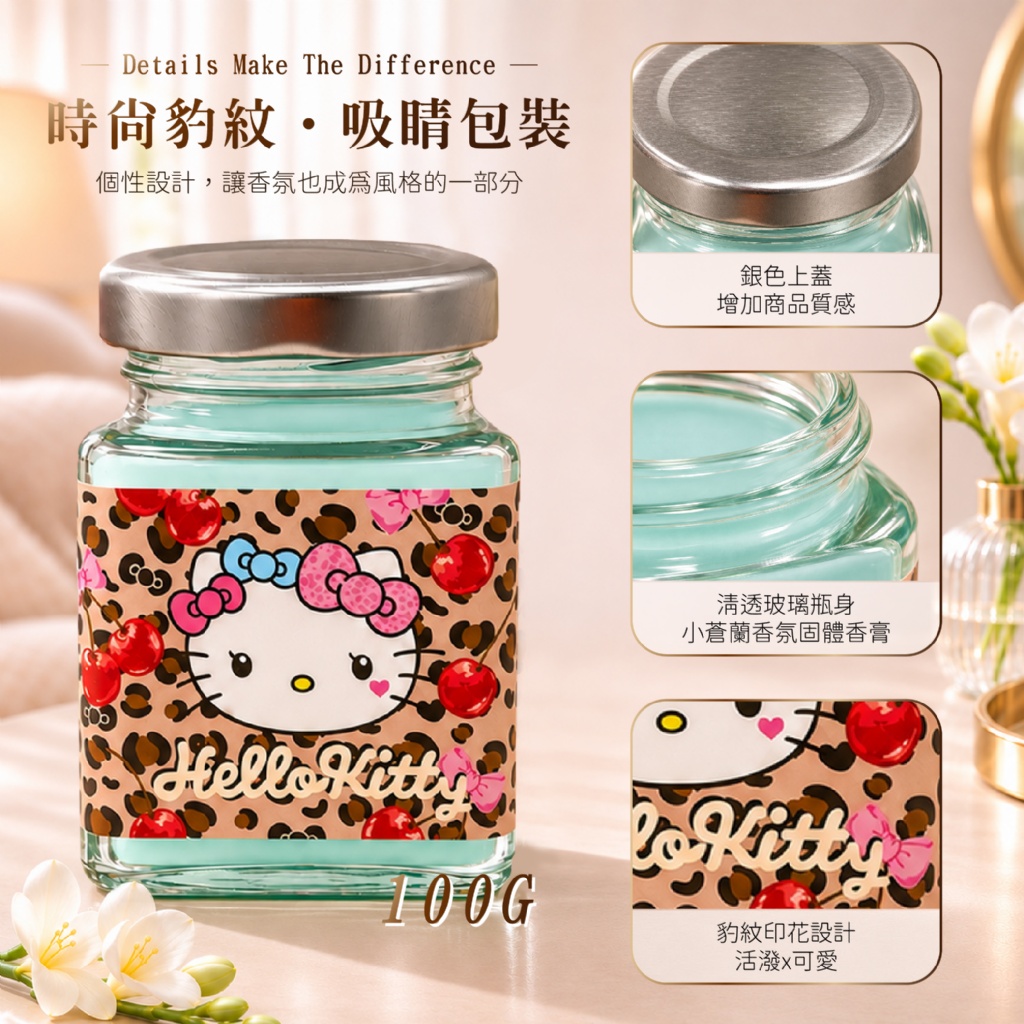 Details Make The Difference
時尚豹紋・吸睛包裝
個性設計，讓香氛也成為風格的一部分
銀色上蓋
增加商品質感
清透玻璃瓶身
小蒼蘭香氛固體香膏
HelloKitty
100G
loKitty
豹紋印花設計
活潑x可愛